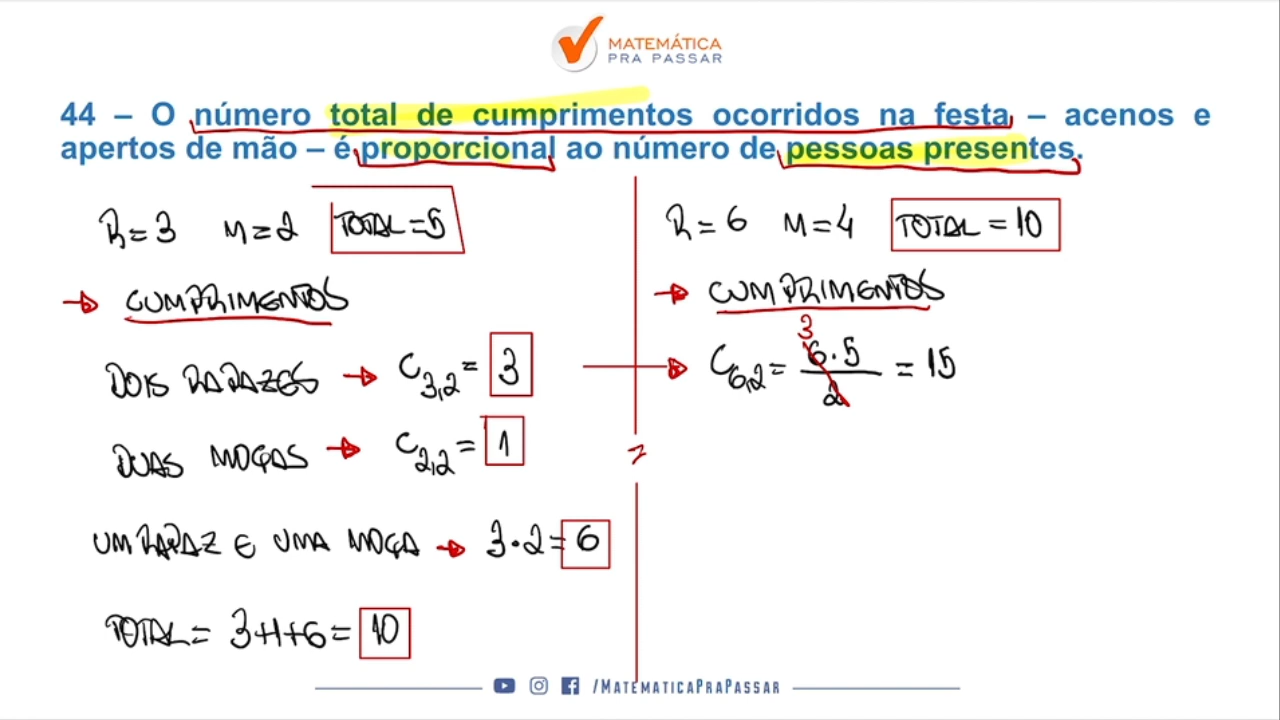 MATEMÁTICA
PRA PASSAR
44 – O número total de cumprimentos ocorridos na festa – acenos e
apertos de mão – é proporcional ao número de pessoas presentes.
R=3 M=2 TOTAL=5
→ CUMPRIMENTOS
DOIS RAPAZES → C3,2 = 3
DUAS MOÇAS → C2,2 = 1
UM RAPAZ E UMA MOÇA → 3·2=6
TOTAL = 3+1+6 = 10
R=6 M=4 TOTAL=10
→ CUMPRIMENTOS
3
→ C6,2 = 6·5/2 = 15
/MATEMATICAPRAPASSAR